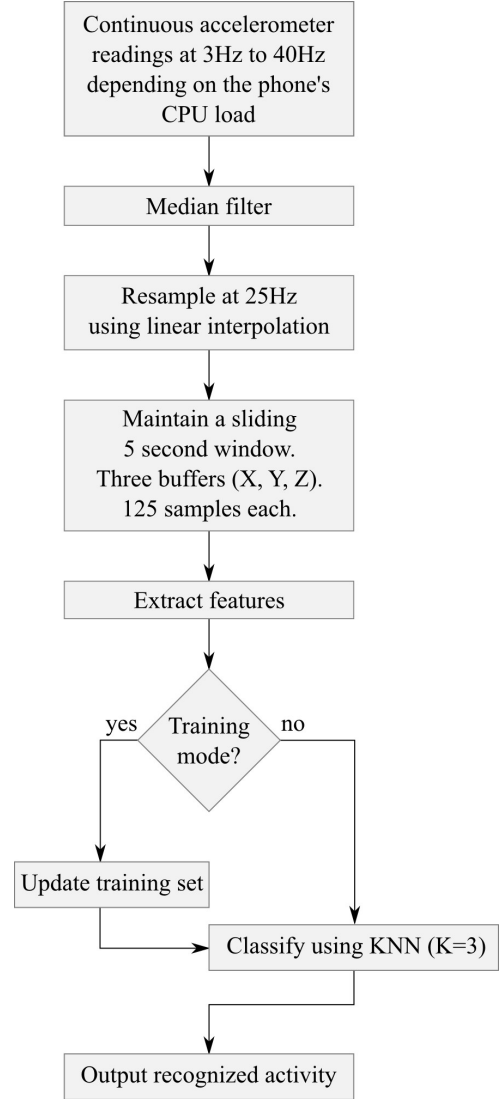 Continuous accelerometer
readings at 3Hz to 40Hz
depending on the phone's
CPU load
Median filter
Resample at 25Hz
using linear interpolation
Maintain a sliding
5 second window.
Three buffers (X, Y, Z).
125 samples each.
Extract features
yes
Training
mode?
no
Update training set
Classify using KNN (K=3)
Output recognized activity